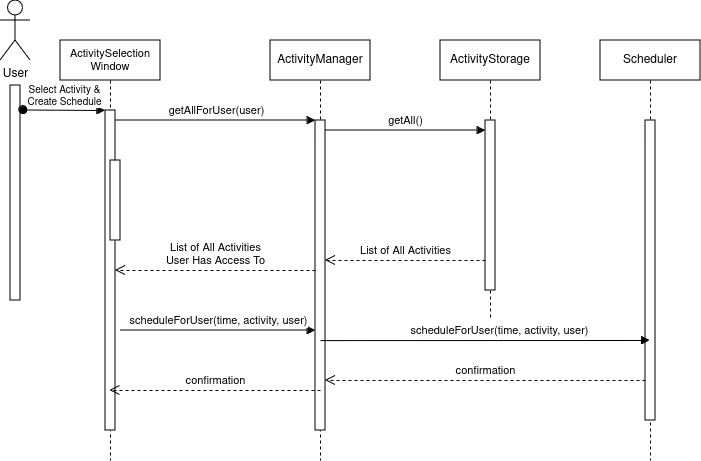 ActivitySelection
Window
ActivityManager
ActivityStorage
Scheduler
User
Select Activity &
Create Schedule
getAllForUser(user)
getAll()
List of All Activities
User Has Access To
List of All Activities
scheduleForUser(time, activity, user)
scheduleForUser(time, activity, user)
confirmation
confirmation